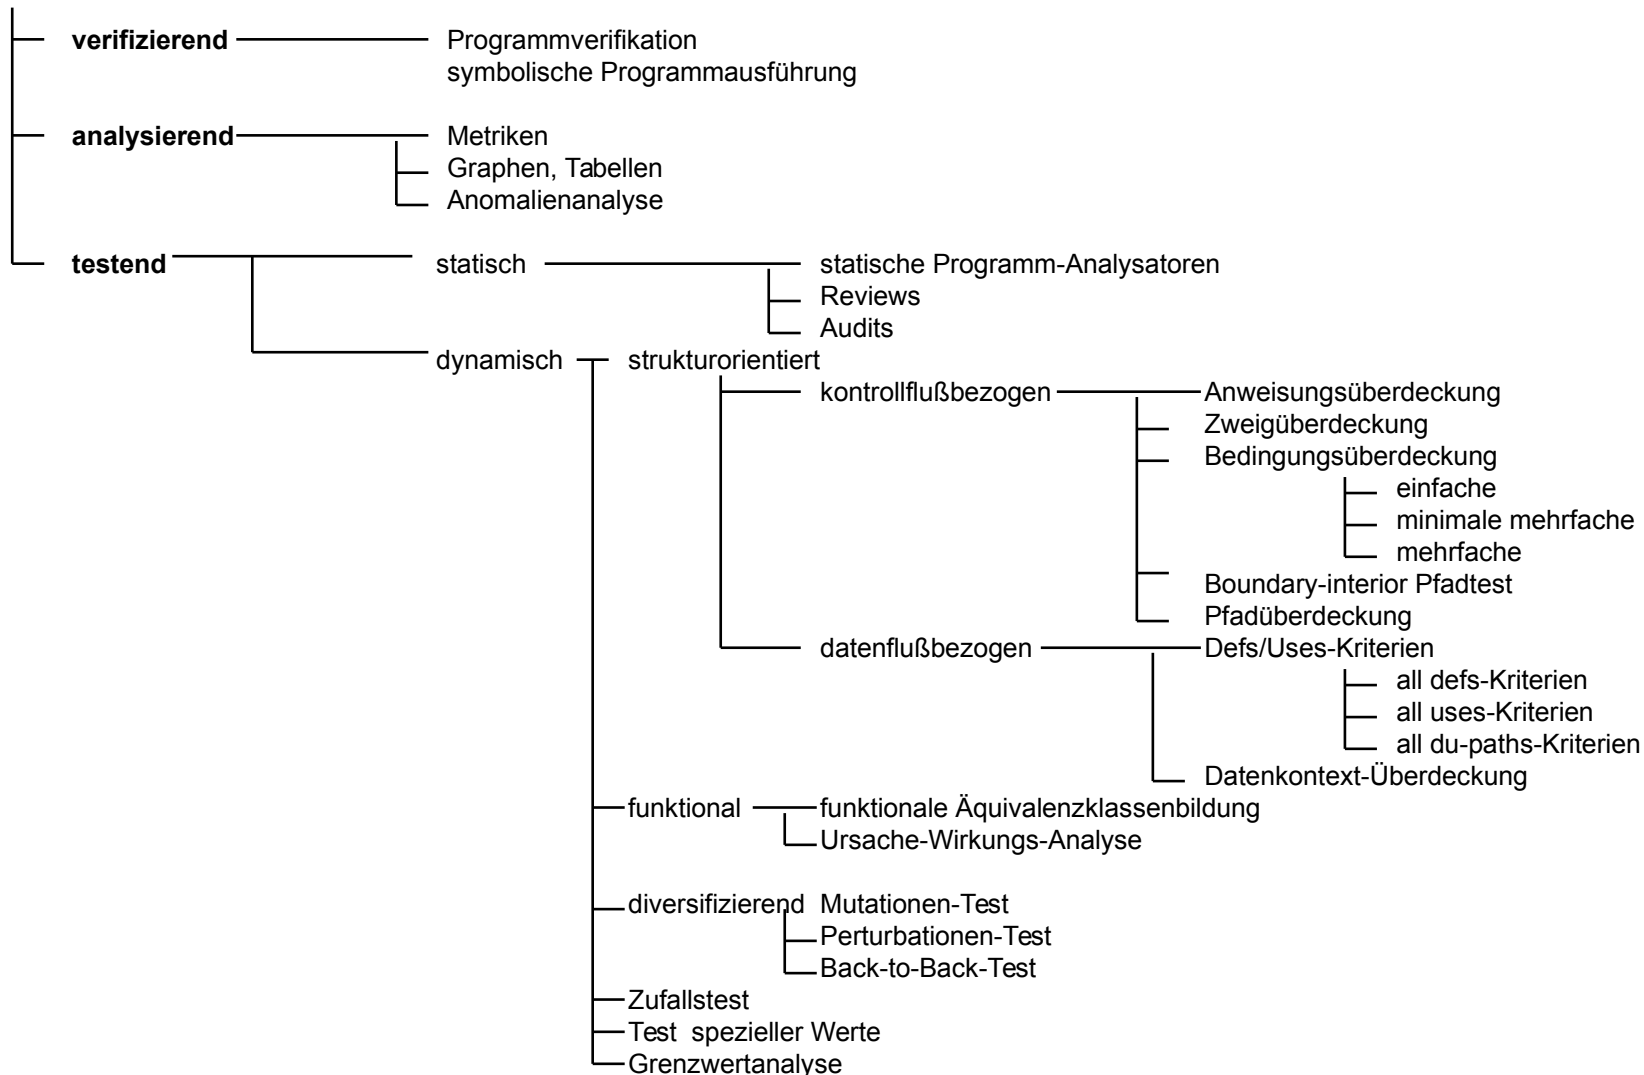 verifizierend Programmverifikation
symbolische Programmausführung
analysierend Metriken
Graphen, Tabellen
Anomalienanalyse
testend statisch statische Programm-Analysatoren
Reviews
Audits
dynamisch strukturorientiert
kontrollflußbezogen Anweisungsüberdeckung
Zweigüberdeckung
Bedingungsüberdeckung
einfache
minimale mehrfache
mehrfache
Boundary-interior Pfadtest
Pfadüberdeckung
datenflußbezogen Defs/Uses-Kriterien
all defs-Kriterien
all uses-Kriterien
all du-paths-Kriterien
Datenkontext-Überdeckung
funktional funktionale Äquivalenzklassenbildung
Ursache-Wirkungs-Analyse
diversifizierend Mutationen-Test
Perturbationen-Test
Back-to-Back-Test
Zufallstest
Test spezieller Werte
Grenzwertanalyse